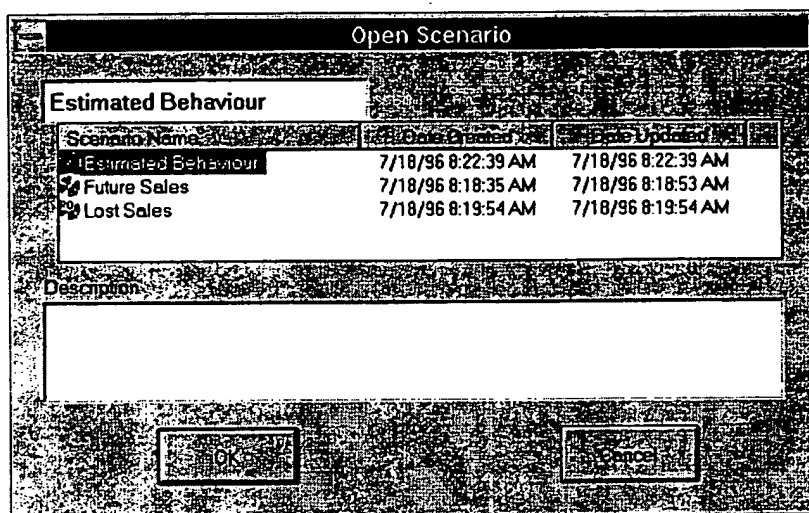 Open Scenario
Estimated Behaviour
Scenario Name Date Created Date Updated
Estimated Behaviour 7/18/96 8:22:39 AM 7/18/96 8:22:39 AM
Future Sales 7/18/96 8:18:35 AM 7/18/96 8:18:53 AM
Lost Sales 7/18/96 8:19:54 AM 7/18/96 8:19:54 AM
Description
OK Cancel